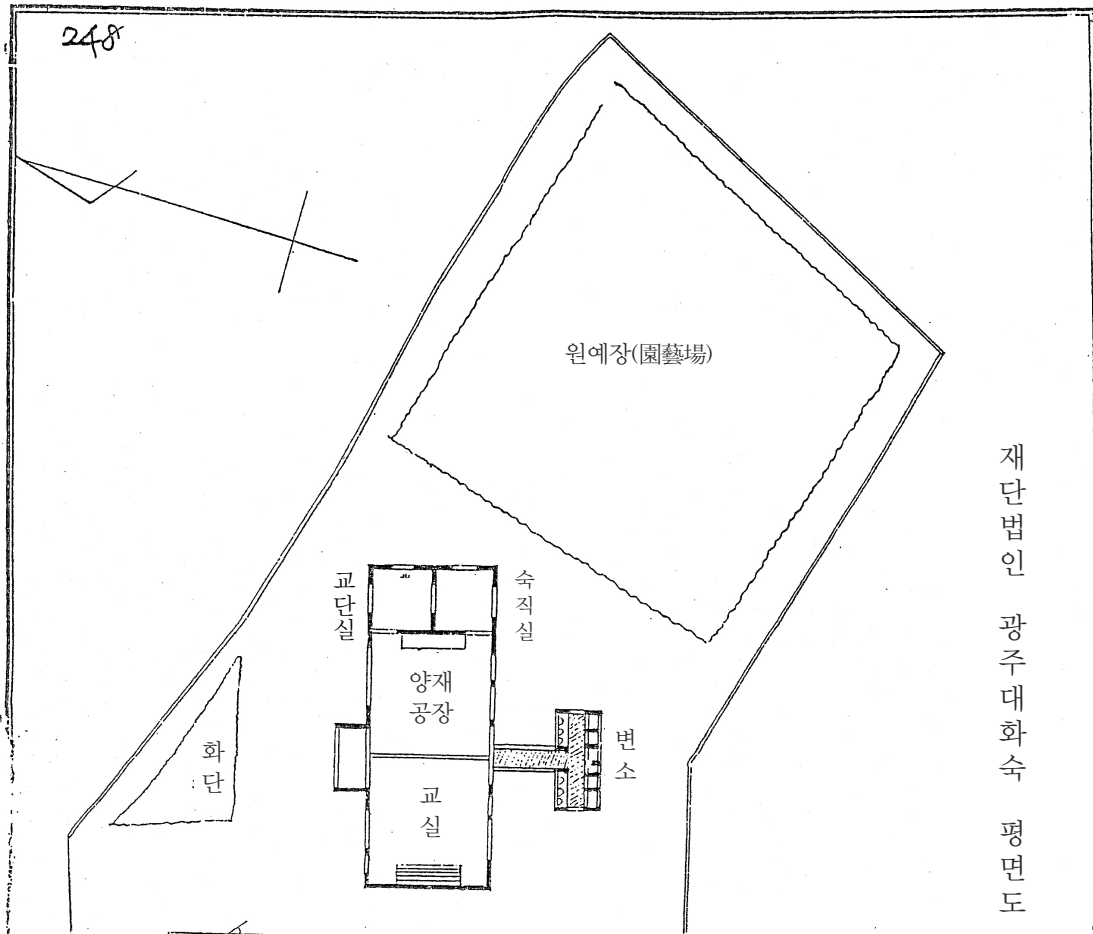 248
원예장(園藝場)
재단법인 광주대화숙 평면도
교단실
숙직실
양재
공장
변소
화단
교실